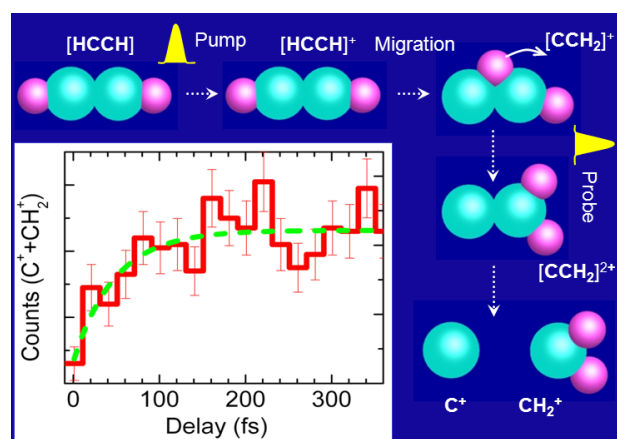 [HCCH]
Pump
[HCCH]⁺
Migration
[CCH₂]⁺
Probe
[CCH₂]²⁺
C⁺
CH₂⁺
Counts (C⁺+CH₂⁺)
0
100
200
300
Delay (fs)